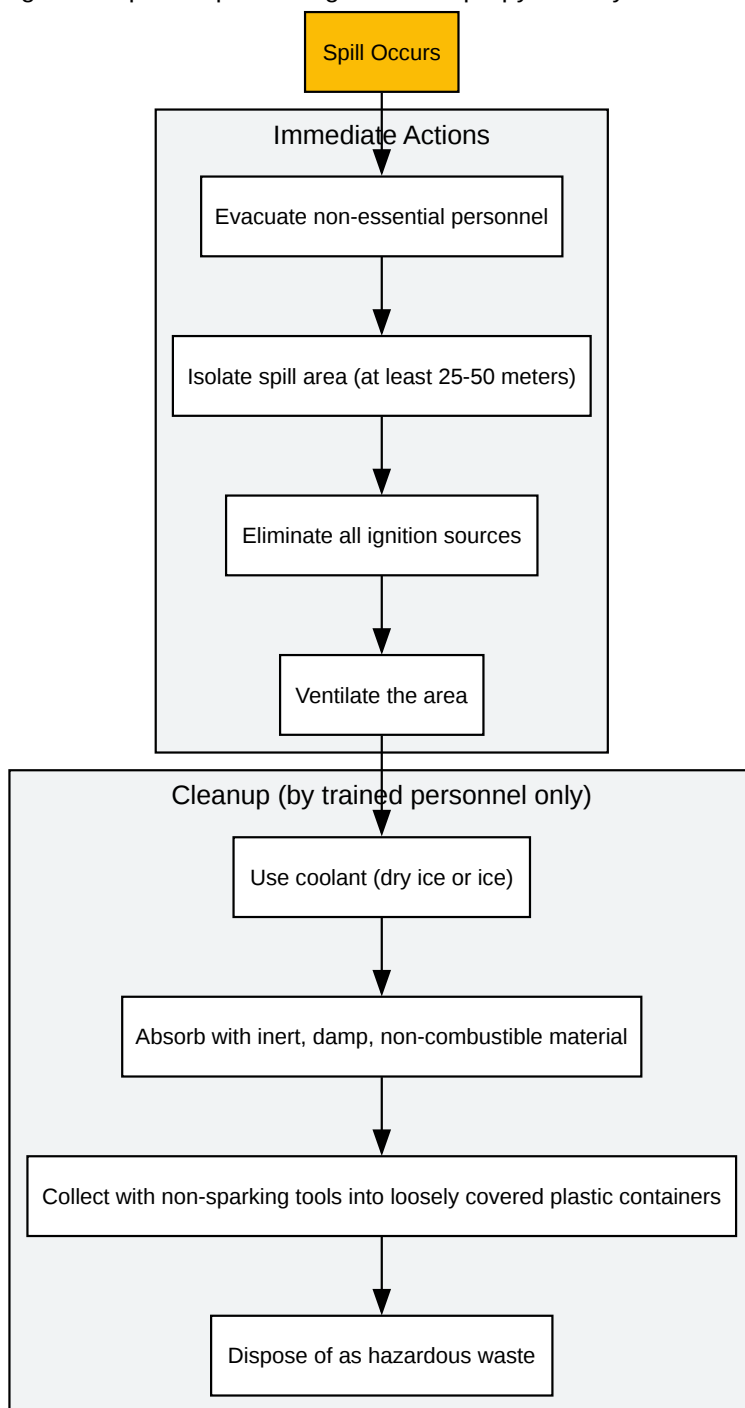 Spill Occurs
Immediate Actions
Evacuate non-essential personnel
Isolate spill area (at least 25-50 meters)
Eliminate all ignition sources
Ventilate the area
Cleanup (by trained personnel only)
Use coolant (dry ice or ice)
Absorb with inert, damp, non-combustible material
Collect with non-sparking tools into loosely covered plastic containers
Dispose of as hazardous waste